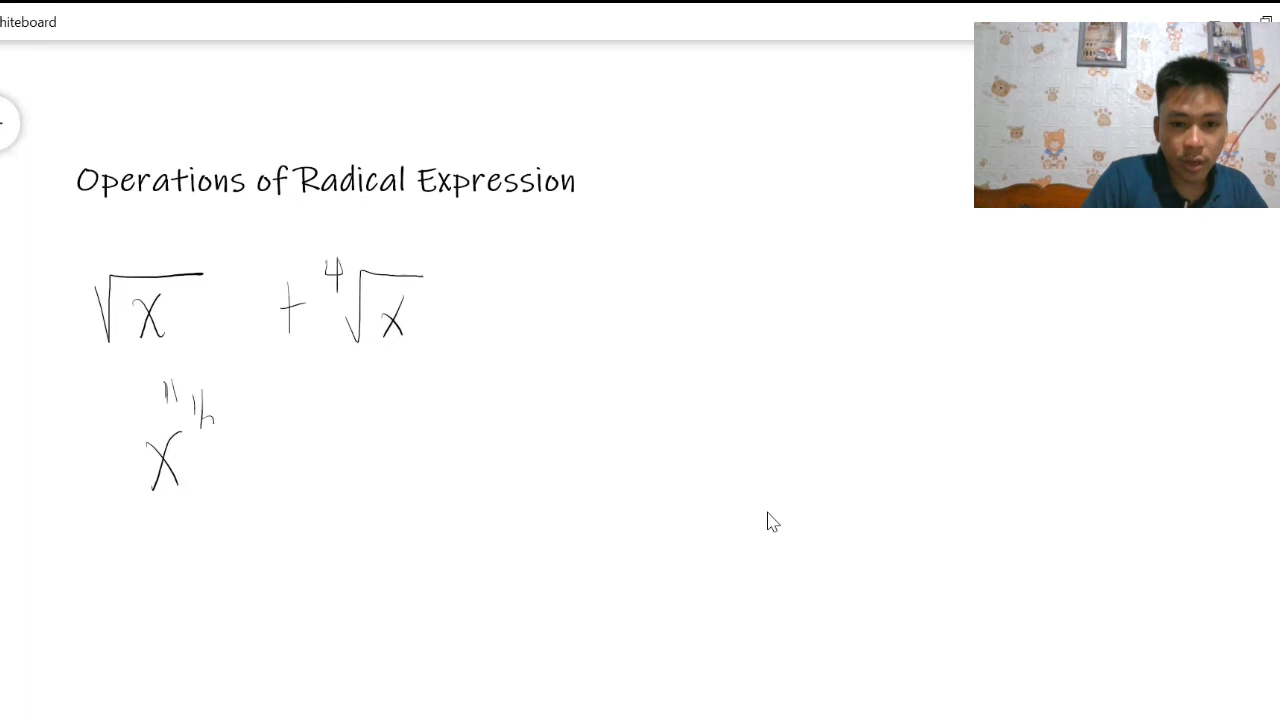 hiteboard
Operations of Radical Expression
√x + ⁴√x
"
x